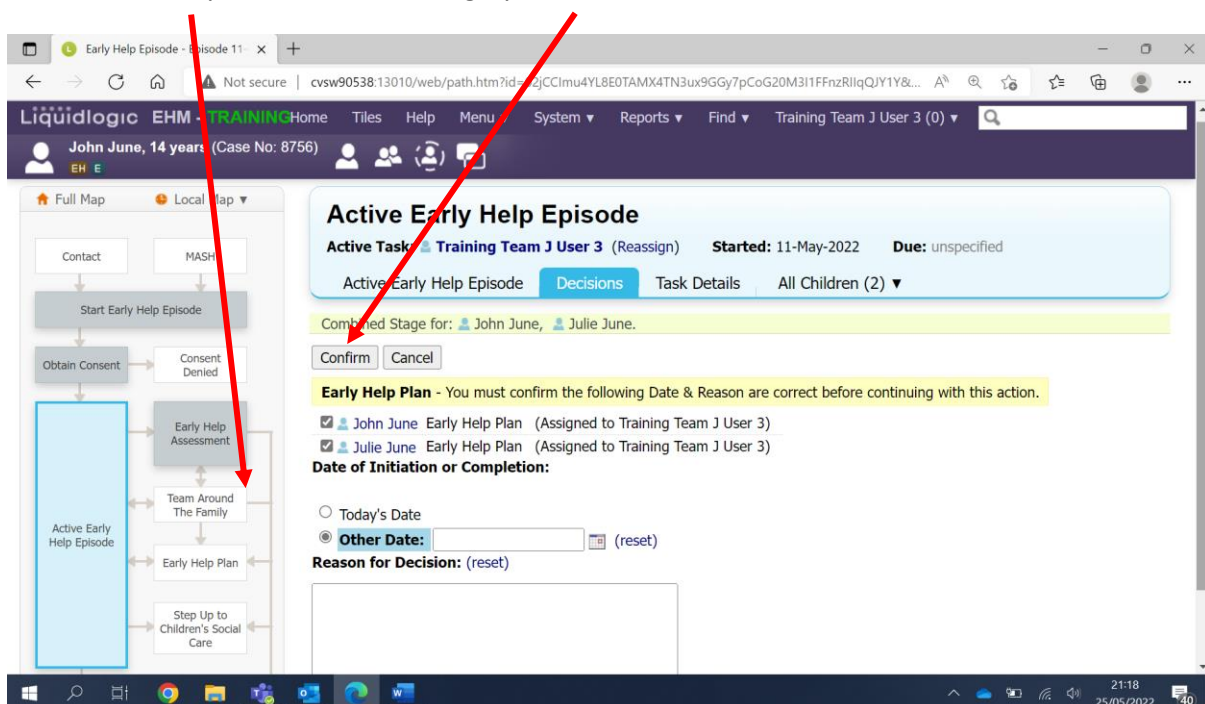 Early Help Episode - Episode 11-
Not secure | cvsw90538:13010/web/path.htm?id=
Liquidlogic EHM - TRAINING Home Tiles Help Menu System Reports Find Training Team J User 3 (0)
John June, 14 years (Case No: 8756)
EH E
Full Map Local Map
Contact MASH
Start Early Help Episode
Obtain Consent
Consent
Denied
Early Help
Assessment
Team Around
The Family
Active Early
Help Episode
Early Help Plan
Step Up to
Children's Social
Care
Active Early Help Episode
Active Task: Training Team J User 3 (Reassign) Started: 11-May-2022 Due: unspecified
Active Early Help Episode Decisions Task Details All Children (2) ▼
Combined Stage for: John June, Julie June.
Confirm Cancel
Early Help Plan - You must confirm the following Date & Reason are correct before continuing with this action.
John June Early Help Plan (Assigned to Training Team J User 3)
Julie June Early Help Plan (Assigned to Training Team J User 3)
Date of Initiation or Completion:
Today's Date
Other Date: (reset)
Reason for Decision: (reset)
21:18
25/05/2022
40